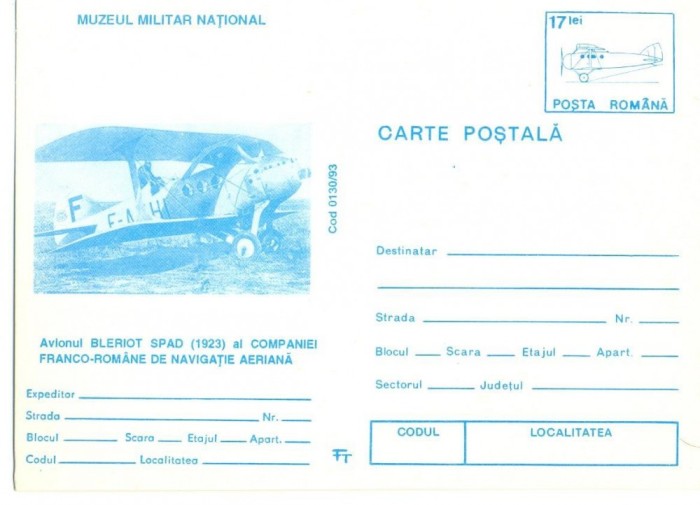 MUZEUL MILITAR NAȚIONAL
17 lei
POȘTA ROMÂNĂ
CARTE POȘTALĂ
F
F-A
Cod 0130/93
Avionul BLERIOT SPAD (1923) al COMPANIEI
FRANCO-ROMÂNE DE NAVIGAȚIE AERIANĂ
Expeditor
Strada Nr.
Blocul Scara Etajul Apart.
Codul Localitatea
Destinatar
Strada Nr.
Blocul Scara Etajul Apart.
Sectorul Județul
CODUL LOCALITATEA